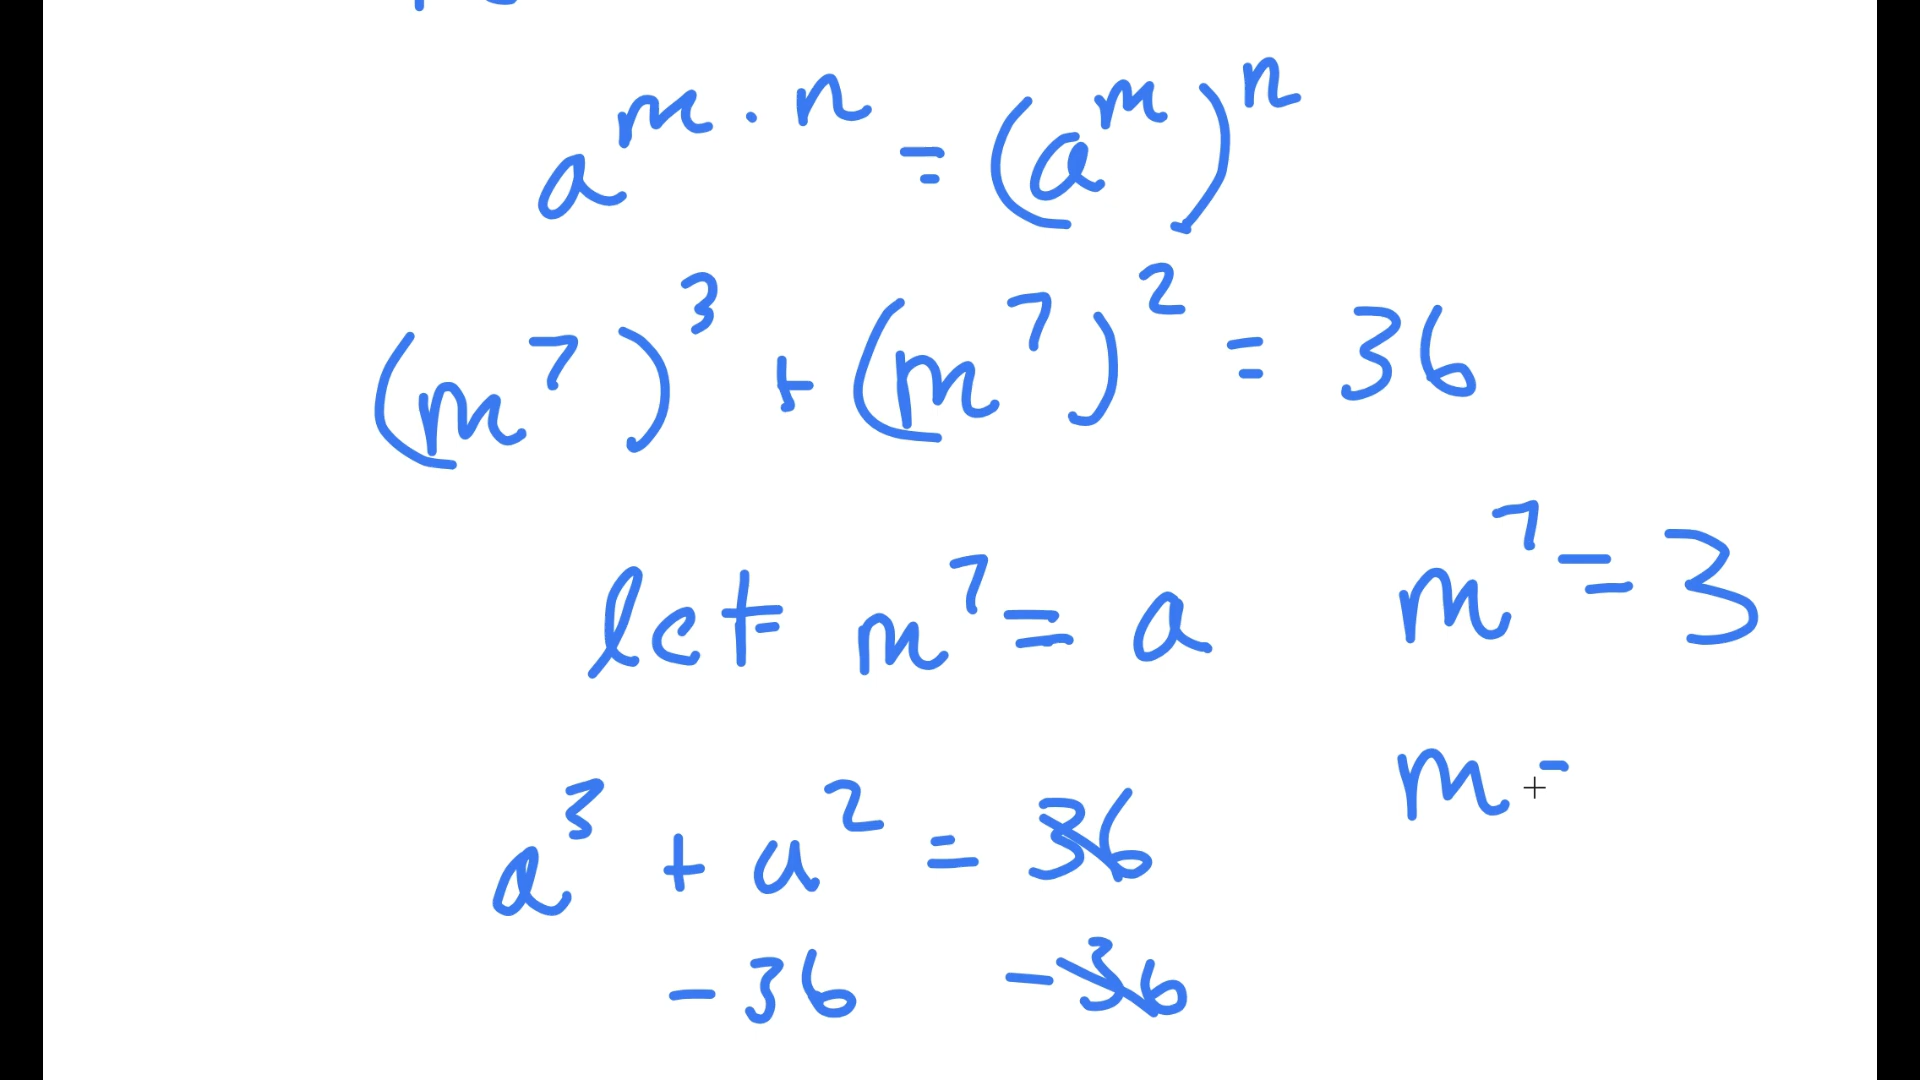 a^{m · n} = (a^m)^n
(m^7)^3 + (m^7)^2 = 36
let m^7 = a
m^7 = 3
m -
a^3 + a^2 = 36
- 36 - 36